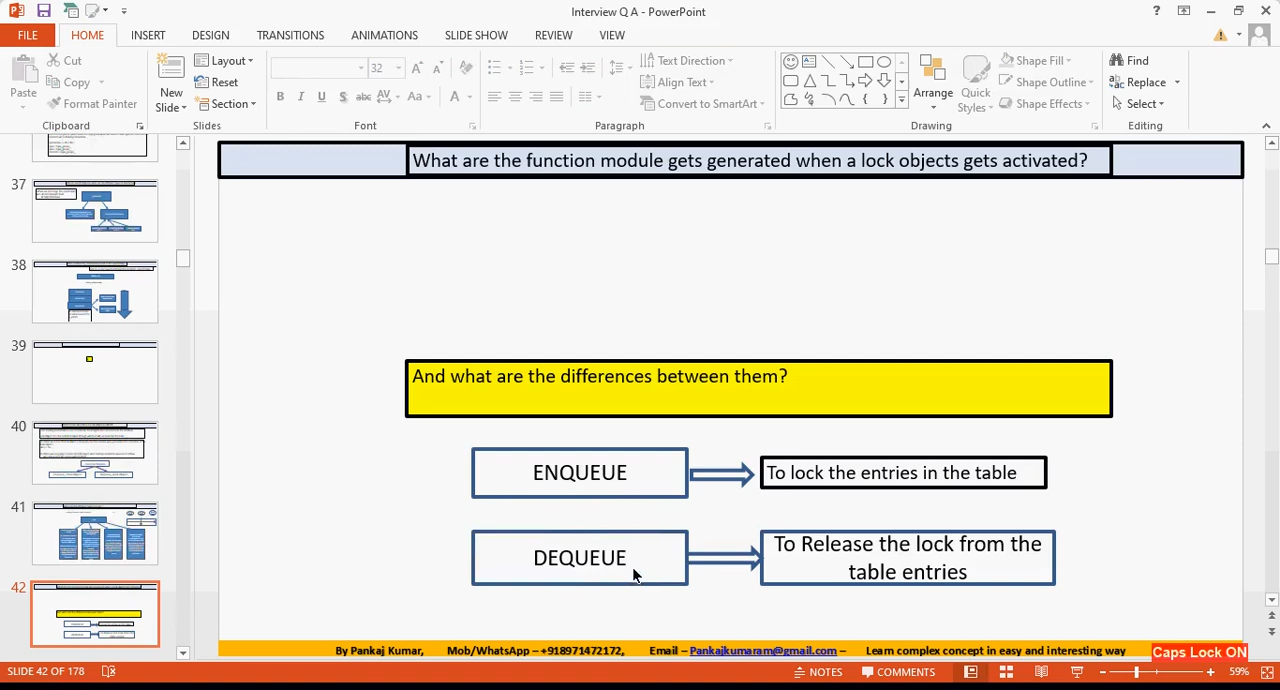 Interview Q A - PowerPoint
FILE HOME INSERT DESIGN TRANSITIONS ANIMATIONS SLIDE SHOW REVIEW VIEW
Paste
Cut
Copy
Format Painter
Clipboard
New
Slide
Layout
Reset
Section
Slides
32
Font
Text Direction
Align Text
Convert to SmartArt
Paragraph
Arrange
Quick
Styles
Shape Fill
Shape Outline
Shape Effects
Drawing
Find
Replace
Select
Editing
37
38
39
40
41
42
What are the function module gets generated when a lock objects gets activated?
And what are the differences between them?
ENQUEUE
To lock the entries in the table
DEQUEUE
To Release the lock from the
table entries
By Pankaj Kumar, Mob/WhatsApp – +918971472172, Email – Pankajkumaram@gmail.com – Learn complex concept in easy and interesting way
Caps Lock ON
SLIDE 42 OF 178
NOTES
COMMENTS
59%